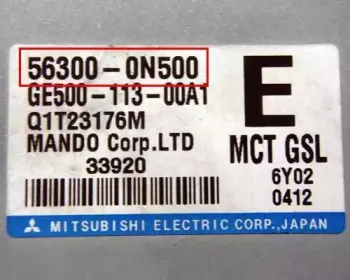 56300-0N500
GE500-113-00A1
Q1T23176M
MANDO Corp.LTD
33920
E
MCT GSL
6Y02
0412
MITSUBISHI ELECTRIC CORP.,JAPAN